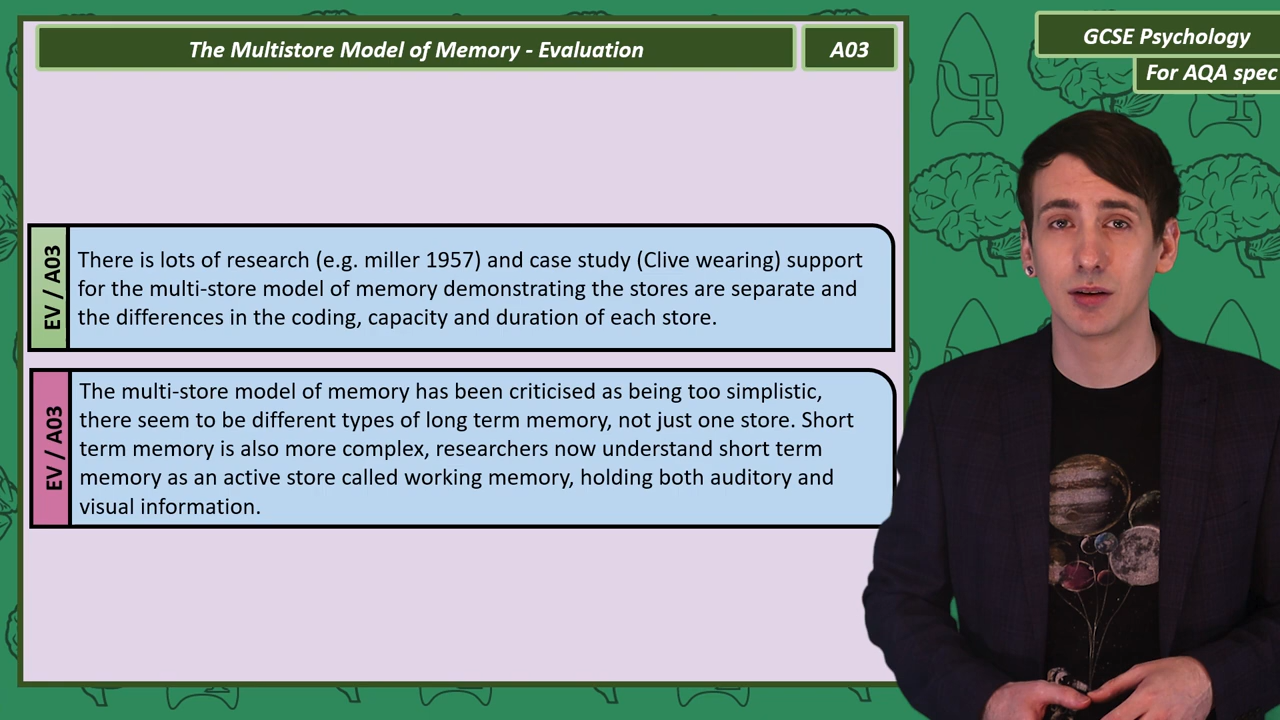 The Multistore Model of Memory - Evaluation
A03
GCSE Psychology
For AQA spec
EV / A03
There is lots of research (e.g. miller 1957) and case study (Clive wearing) support
for the multi-store model of memory demonstrating the stores are separate and
the differences in the coding, capacity and duration of each store.
EV / A03
The multi-store model of memory has been criticised as being too simplistic,
there seem to be different types of long term memory, not just one store. Short
term memory is also more complex, researchers now understand short term
memory as an active store called working memory, holding both auditory and
visual information.